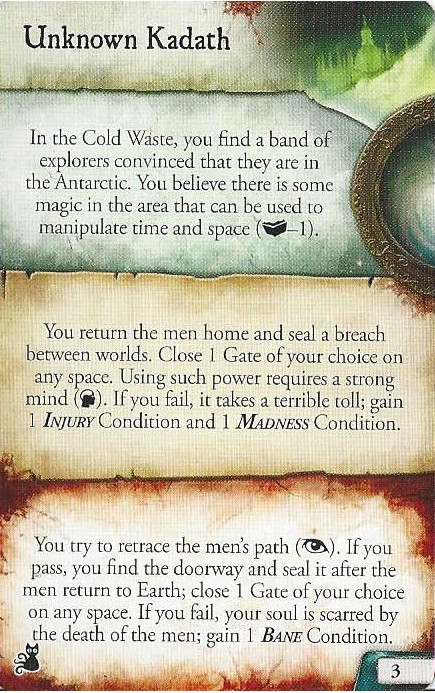 Unknown Kadath
In the Cold Waste, you find a band of
explorers convinced that they are in
the Antarctic. You believe there is some
magic in the area that can be used to
manipulate time and space (–1).
You return the men home and seal a breach
between worlds. Close 1 Gate of your choice on
any space. Using such power requires a strong
mind (). If you fail, it takes a terrible toll; gain
1 INJURY Condition and 1 MADNESS Condition.
You try to retrace the men's path (). If you
pass, you find the doorway and seal it after the
men return to Earth; close 1 Gate of your choice
on any space. If you fail, your soul is scarred by
the death of the men; gain 1 BANE Condition.
3